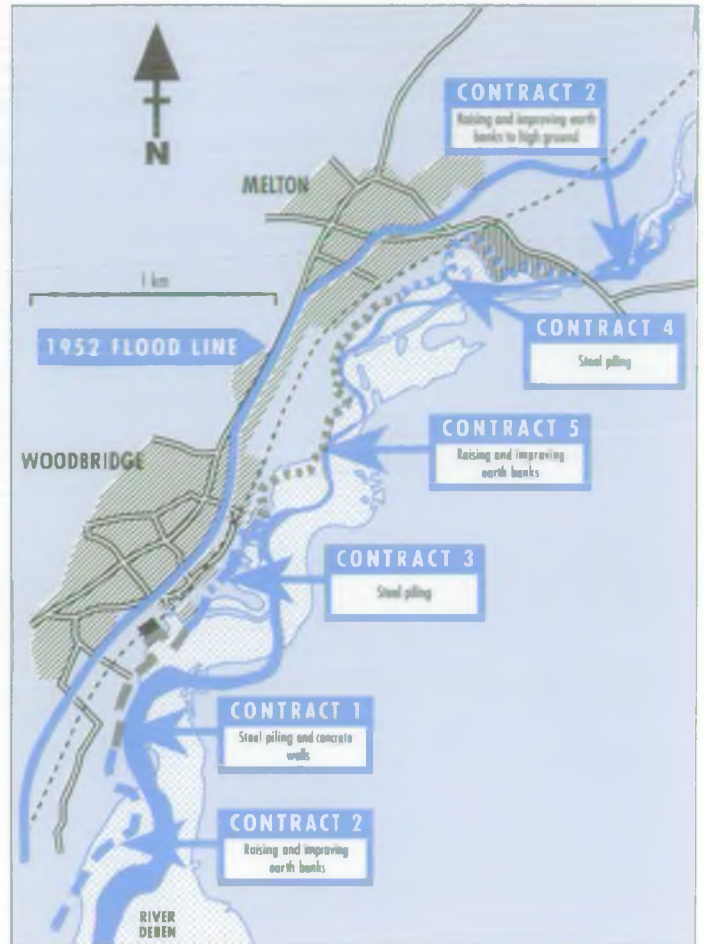 CONTRACT 2
Raising and improving earth
banks to high ground
N
MELTON
1 km
CONTRACT 4
Steel piling
1952 FLOOD LINE
CONTRACT 5
Raising and improving
earth banks
WOODBRIDGE
CONTRACT 3
Steel piling
CONTRACT 1
Steel piling and concrete
walls
CONTRACT 2
Raising and improving
earth banks
RIVER
DEBEN